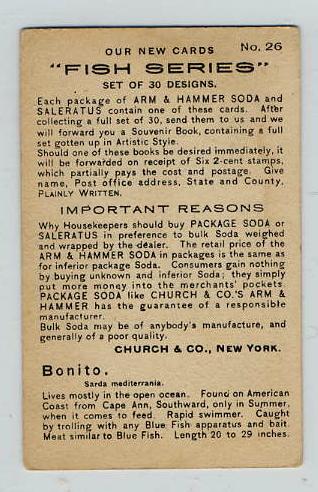 OUR NEW CARDS No. 26
"FISH SERIES"
SET OF 30 DESIGNS.
Each package of ARM & HAMMER SODA and
SALERATUS contain one of these cards. After
collecting a full set of 30, send them to us and we
will forward you a Souvenir Book, containing a full
set gotten up in Artistic Style.
Should one of these books be desired immediately, it
will be forwarded on receipt of Six 2-cent stamps,
which partially pays the cost and postage. Give
name, Post office address, State and County,
PLAINLY WRITTEN.
IMPORTANT REASONS
Why Housekeepers should buy PACKAGE SODA or
SALERATUS in preference to bulk Soda weighed
and wrapped by the dealer. The retail price of the
ARM & HAMMER SODA in packages is the same as
for inferior package Soda. Consumers gain nothing
by buying unknown and inferior Soda; they simply
put more money into the merchants' pockets.
PACKAGE SODA like CHURCH & CO.'S ARM &
HAMMER has the guarantee of a responsible
manufacturer.
Bulk Soda may be of anybody's manufacture, and
generally of a poor quality.
CHURCH & CO., NEW YORK.
Bonito.
Sarda mediterrania.
Lives mostly in the open ocean. Found on American
Coast from Cape Ann, Southward, only in Summer,
when it comes to feed. Rapid swimmer. Caught
by trolling with any Blue Fish apparatus and bait.
Meat similar to Blue Fish. Length 20 to 29 inches.